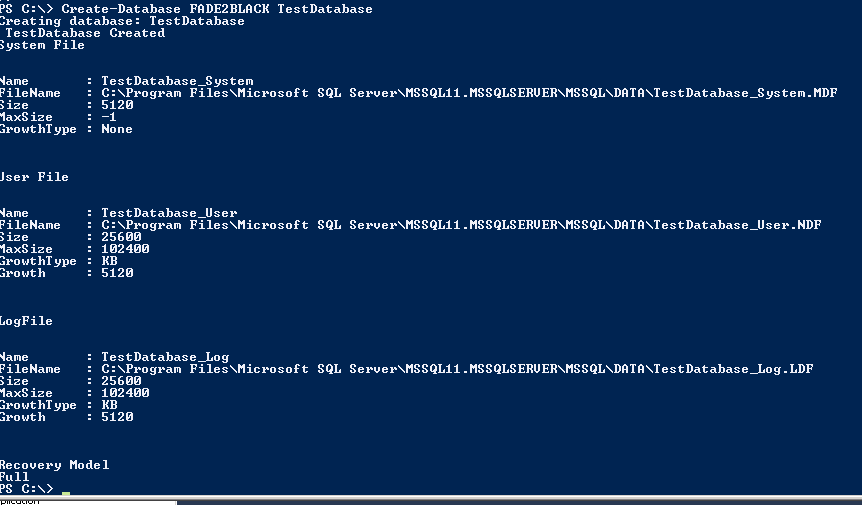 PS C:\> Create-Database FADE2BLACK TestDatabase
Creating database: TestDatabase
TestDatabase Created
System File
Name : TestDatabase_System
FileName : C:\Program Files\Microsoft SQL Server\MSSQL11.MSSQLSERVER\MSSQL\DATA\TestDatabase_System.MDF
Size : 5120
MaxSize : -1
GrowthType : None
User File
Name : TestDatabase_User
FileName : C:\Program Files\Microsoft SQL Server\MSSQL11.MSSQLSERVER\MSSQL\DATA\TestDatabase_User.NDF
Size : 25600
MaxSize : 102400
GrowthType : KB
Growth : 5120
LogFile
Name : TestDatabase_Log
FileName : C:\Program Files\Microsoft SQL Server\MSSQL11.MSSQLSERVER\MSSQL\DATA\TestDatabase_Log.LDF
Size : 25600
MaxSize : 102400
GrowthType : KB
Growth : 5120
Recovery Model
Full
PS C:\>